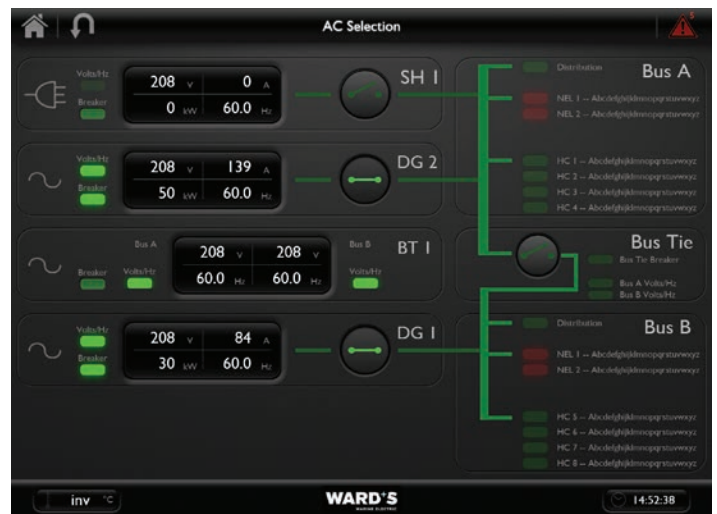 AC Selection
5
Volts/Hz
Breaker
208 V 0 A
0 kW 60.0 Hz
SH 1
Volts/Hz
Breaker
208 V 139 A
50 kW 60.0 Hz
DG 2
Bus A
Breaker Volts/Hz
208 V 208 V
60.0 Hz 60.0 Hz
Bus B
Volts/Hz
BT 1
Volts/Hz
Breaker
208 V 84 A
30 kW 60.0 Hz
DG 1
Distribution
Bus A
NEL 1 – Abcdefghijklmnopqrstuvwxyz
NEL 2 – Abcdefghijklmnopqrstuvwxyz
HC 1 – Abcdefghijklmnopqrstuvwxyz
HC 2 – Abcdefghijklmnopqrstuvwxyz
HC 3 – Abcdefghijklmnopqrstuvwxyz
HC 4 – Abcdefghijklmnopqrstuvwxyz
Bus Tie
Bus Tie Breaker
Bus A Volts/Hz
Bus B Volts/Hz
Distribution
Bus B
NEL 1 – Abcdefghijklmnopqrstuvwxyz
NEL 2 – Abcdefghijklmnopqrstuvwxyz
HC 5 – Abcdefghijklmnopqrstuvwxyz
HC 6 – Abcdefghijklmnopqrstuvwxyz
HC 7 – Abcdefghijklmnopqrstuvwxyz
HC 8 – Abcdefghijklmnopqrstuvwxyz
inv °C
WARD'S
MARINE ELECTRIC
14:52:38